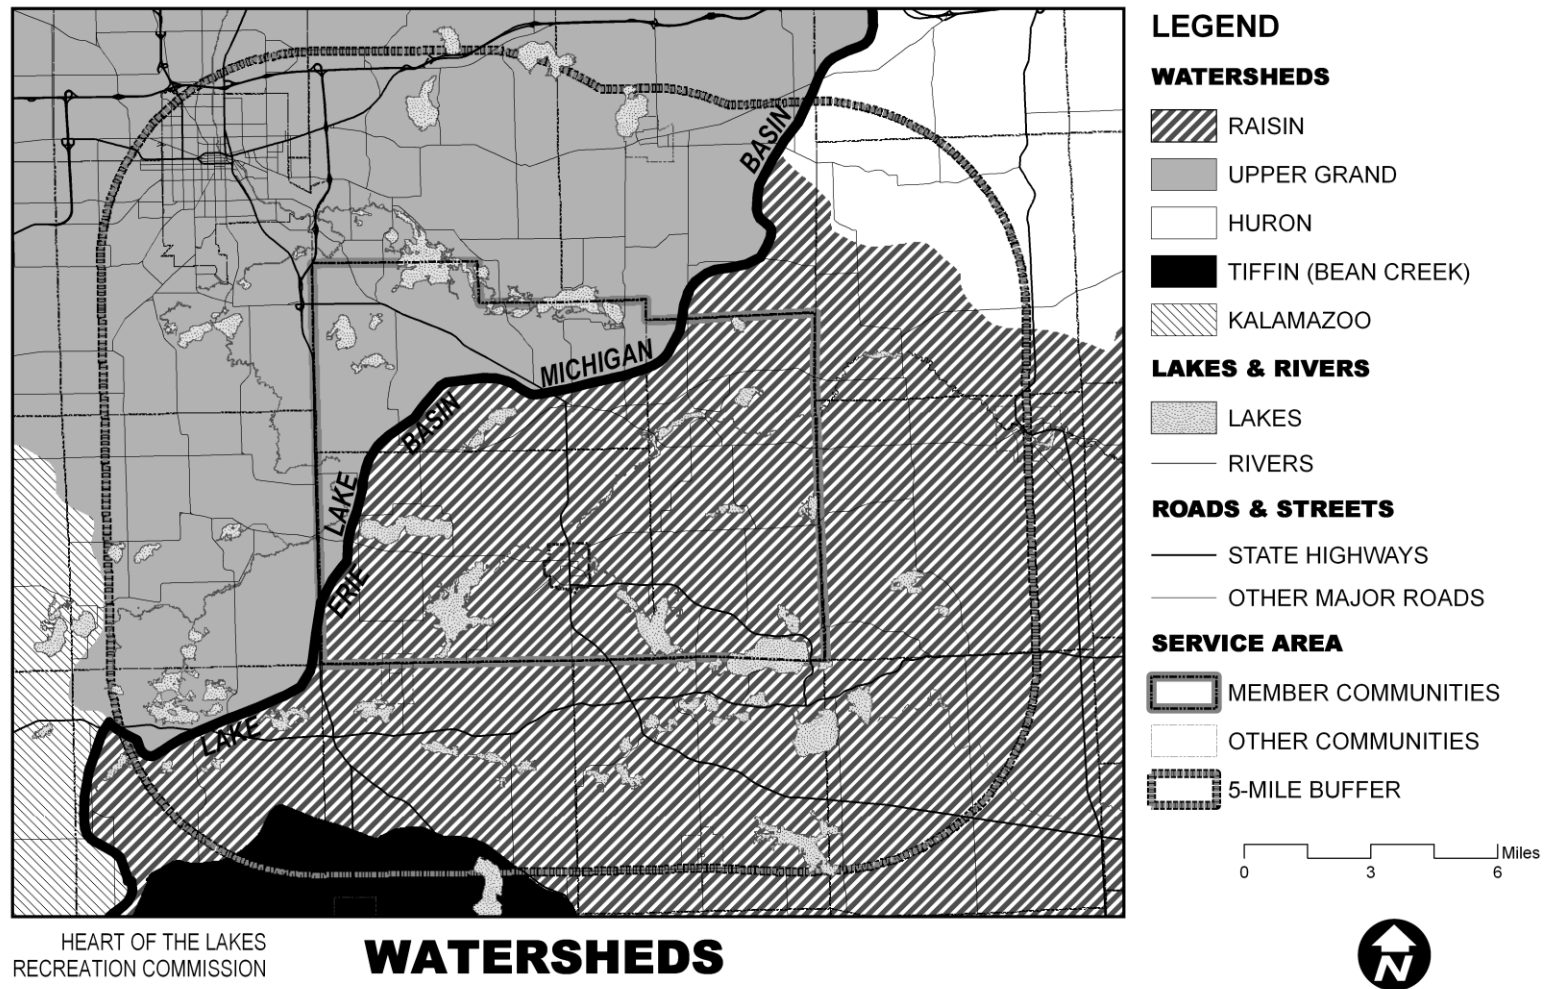 BASIN
MICHIGAN
BASIN
LAKE
ERIE
LAKE
LEGEND
WATERSHEDS
RAISIN
UPPER GRAND
HURON
TIFFIN (BEAN CREEK)
KALAMAZOO
LAKES & RIVERS
LAKES
RIVERS
ROADS & STREETS
STATE HIGHWAYS
OTHER MAJOR ROADS
SERVICE AREA
MEMBER COMMUNITIES
OTHER COMMUNITIES
5-MILE BUFFER
Miles
0 3 6
N
HEART OF THE LAKES
RECREATION COMMISSION
WATERSHEDS